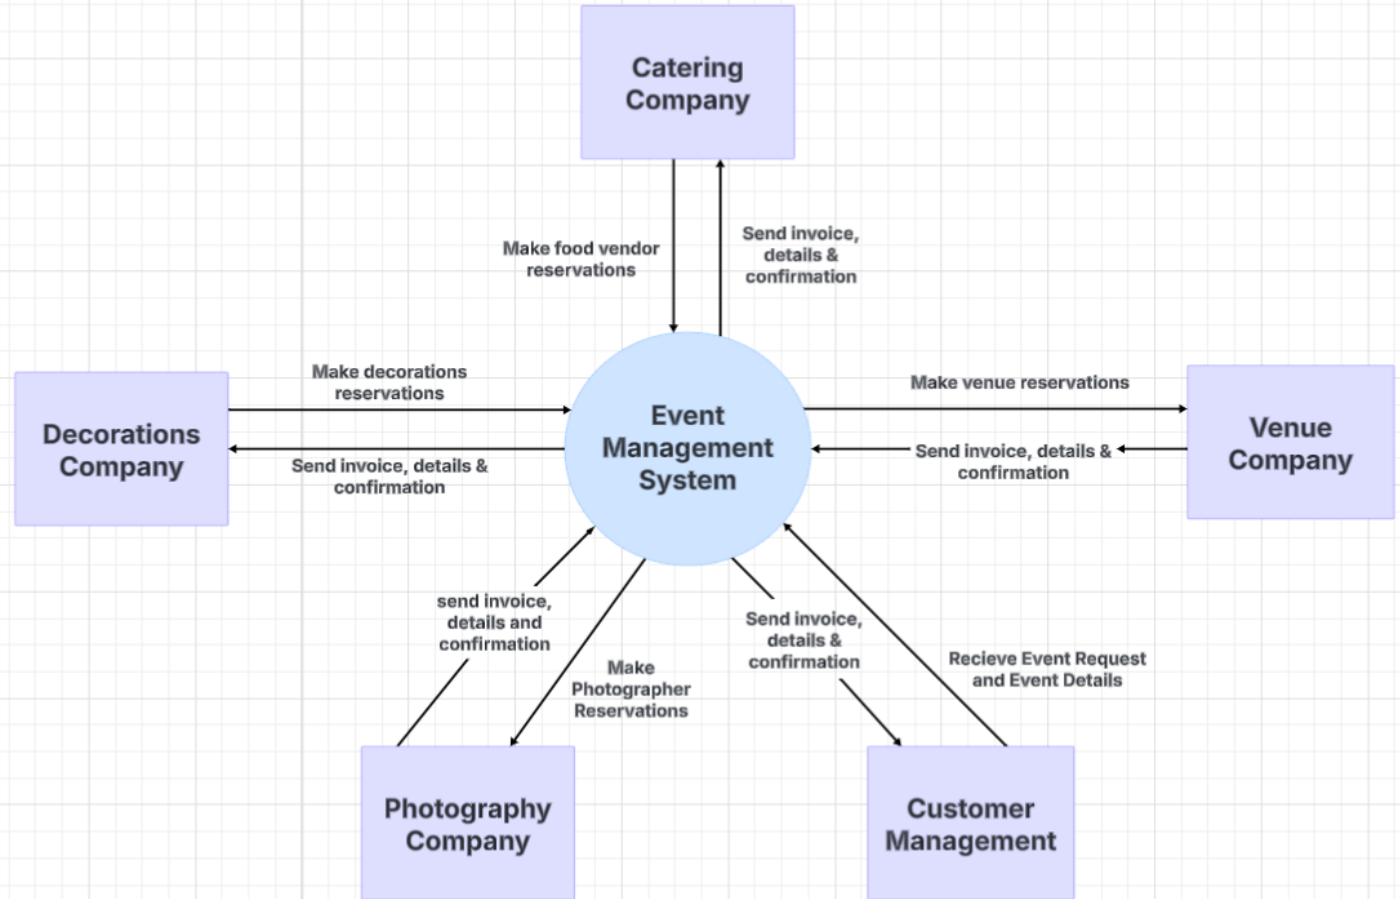 Catering
Company
Make food vendor
reservations
Send invoice,
details &
confirmation
Make decorations
reservations
Decorations
Company
Send invoice, details &
confirmation
Event
Management
System
Make venue reservations
Send invoice, details &
confirmation
Venue
Company
send invoice,
details and
confirmation
Make
Photographer
Reservations
Send invoice,
details &
confirmation
Recieve Event Request
and Event Details
Photography
Company
Customer
Management